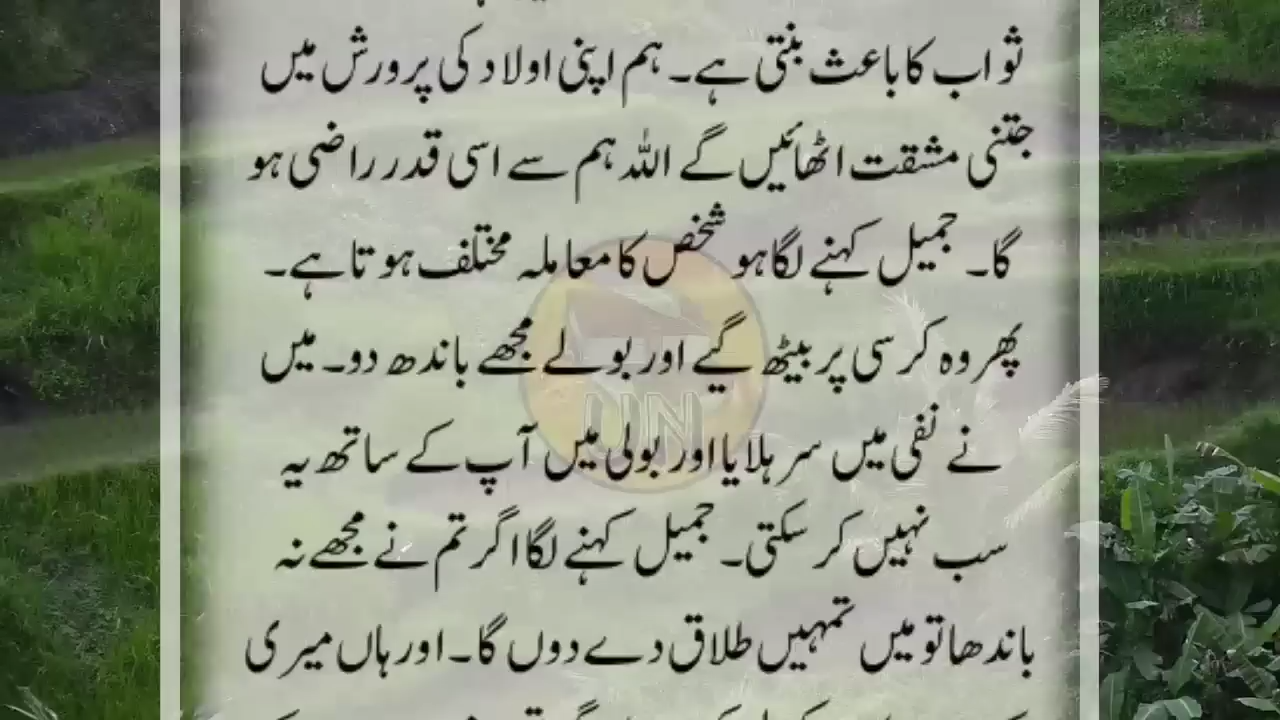 ثواب کا باعث بنتی ہے۔ ہم اپنی اولاد کی پرورش میں
جتنی مشقت اٹھائیں گے اللہ ہم سے اسی قدر راضی ہو
گا۔ جمیل کہنے لگا ہو شخص کا معاملہ مختلف ہوتا ہے۔
پھر وہ کرسی پر بیٹھ گیے اور بولے مجھے باندھ دو۔ میں
نے نفی میں سر ہلایا اور بولی میں آپ کے ساتھ یہ
سب نہیں کر سکتی۔ جمیل کہنے لگا اگر تم نے مجھے نہ
باندھا تو میں تمہیں طلاق دے دوں گا۔ اور ہاں میری
UN